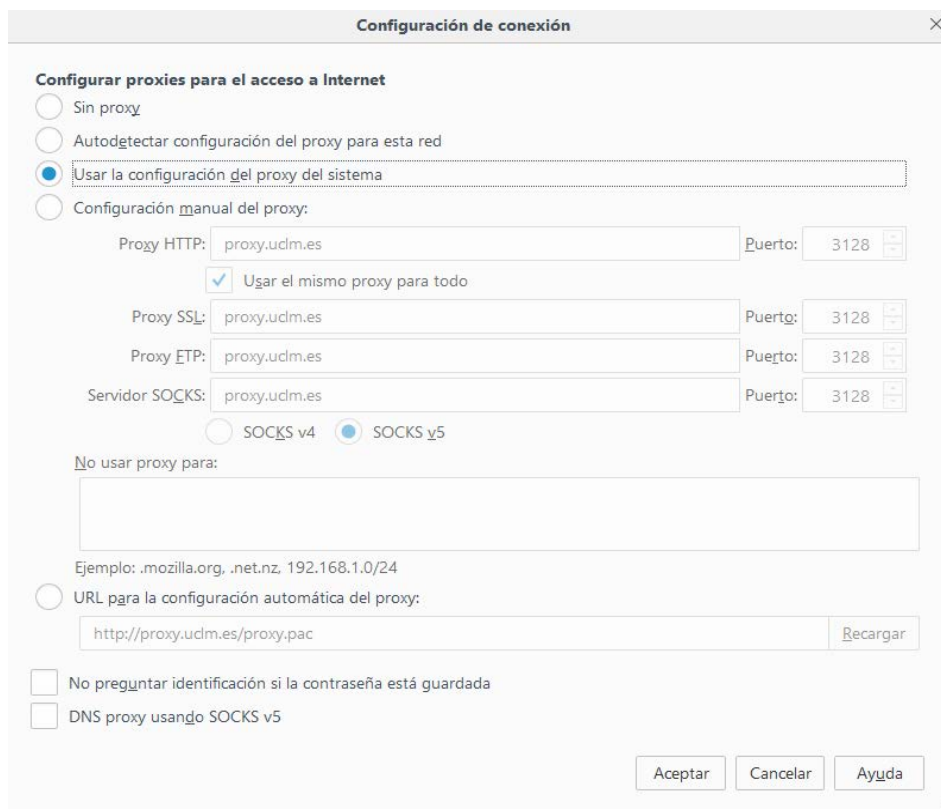 Configuración de conexión
Configurar proxies para el acceso a Internet
Sin proxy
Autodetectar configuración del proxy para esta red
Usar la configuración del proxy del sistema
Configuración manual del proxy:
Proxy HTTP: proxy.uclm.es Puerto: 3128
Usar el mismo proxy para todo
Proxy SSL: proxy.uclm.es Puerto: 3128
Proxy FTP: proxy.uclm.es Puerto: 3128
Servidor SOCKS: proxy.uclm.es Puerto: 3128
SOCKS v4 SOCKS v5
No usar proxy para:
Ejemplo: .mozilla.org, .net.nz, 192.168.1.0/24
URL para la configuración automática del proxy:
http://proxy.uclm.es/proxy.pac Recargar
No preguntar identificación si la contraseña está guardada
DNS proxy usando SOCKS v5
Aceptar Cancelar Ayuda